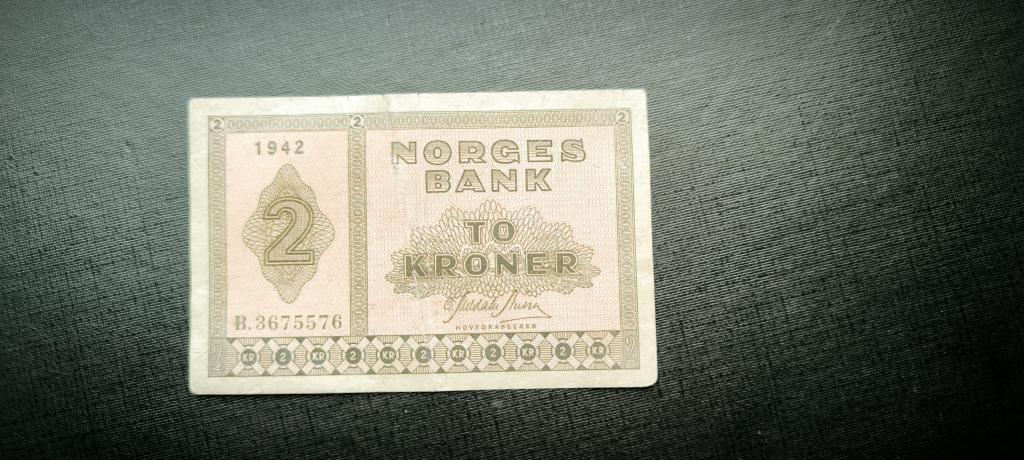 2 2 2
1942
NORGES
BANK
2
TO
KRONER
HOVEDKASSERER
B.3675576
2 KR 2 KR 2 KR 2 KR 2 KR 2 KR 2